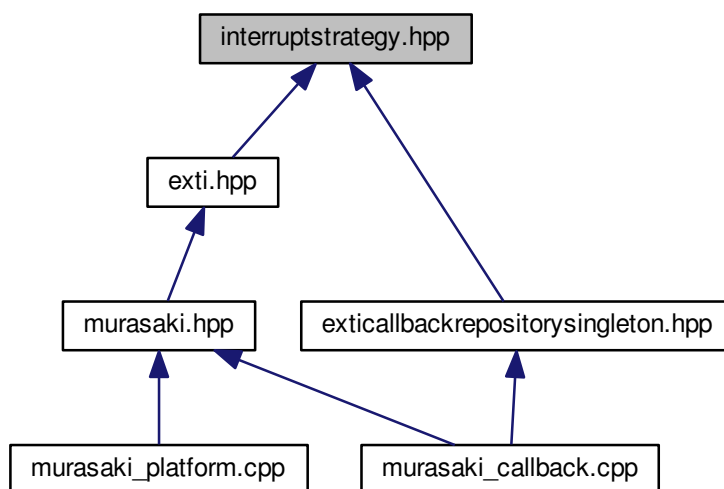 interruptstrategy.hpp
exti.hpp
murasaki.hpp
exticallbackrepositorysingleton.hpp
murasaki_platform.cpp
murasaki_callback.cpp